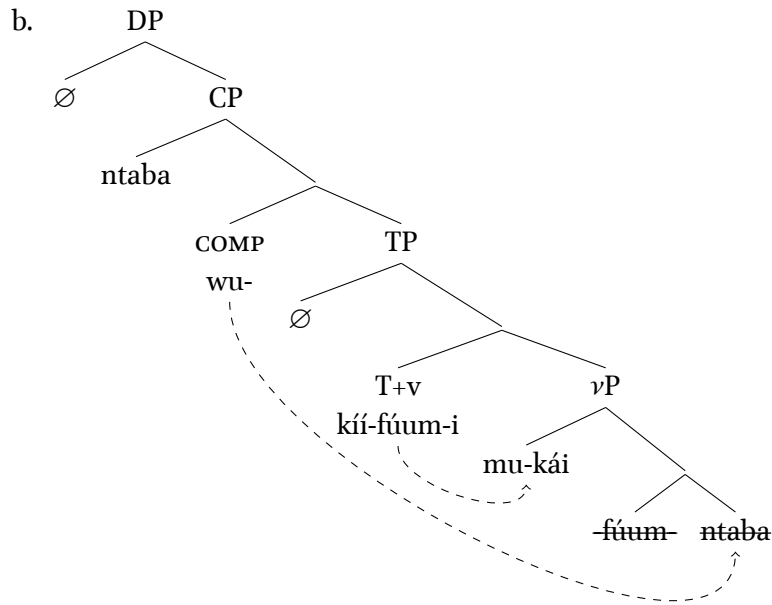 b.
DP
∅
CP
ntaba
COMP
TP
wu-
∅
T+v
vP
kíí-fúum-i
mu-kái
-fúum-
ntaba